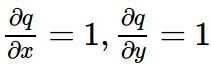 ∂q/∂x = 1, ∂q/∂y = 1